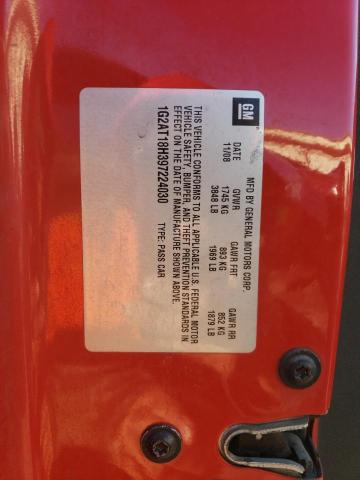 GM
MFD BY GENERAL MOTORS CORP.
DATE GVWR GAWR FRT GAWR RR
11/08 1745 KG 893 KG 852 KG
3848 LB 1969 LB 1879 LB
THIS VEHICLE CONFORMS TO ALL APPLICABLE U.S. FEDERAL MOTOR
VEHICLE SAFETY, BUMPER, AND THEFT PREVENTION STANDARDS IN
EFFECT ON THE DATE OF MANUFACTURE SHOWN ABOVE.
1G2AT18H397224030 TYPE: PASS CAR